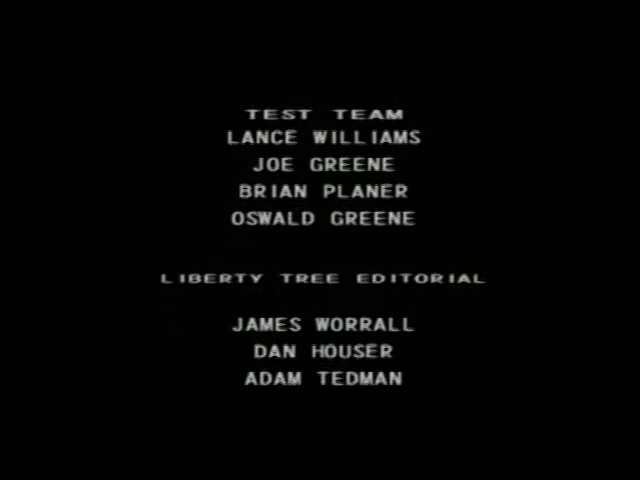 TEST TEAM
LANCE WILLIAMS
JOE GREENE
BRIAN PLANER
OSWALD GREENE
LIBERTY TREE EDITORIAL
JAMES WORRALL
DAN HOUSER
ADAM TEDMAN